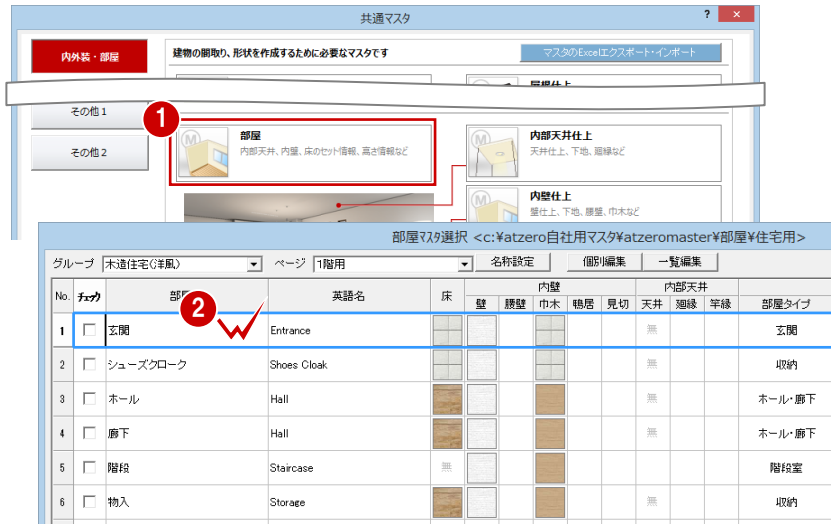 共通マスタ
? ×
内外装・部屋
建物の間取り、形状を作成するために必要なマスタです
マスタのExcelエクスポート・インポート
その他1
その他2
1
M
部屋
内部天井、内壁、床のセット情報、高さ情報など
M
内部天井仕上
天井仕上、下地、廻縁など
M
内壁仕上
壁仕上、下地、腰壁、巾木など
部屋マスタ選択 <c:¥atzero自社用マスタ¥atzeromaster¥部屋¥住宅用>
グループ 木造住宅(洋風) ページ 1階用 名称設定 個別編集 一覧編集
No. チェック 英語名 床 内壁 内部天井 部屋タイプ
壁 腰壁 巾木 鴨居 見切 天井 廻縁 竿縁
2
1 玄関 Entrance 無 玄関
2 シューズクローク Shoes Cloak 無 収納
3 ホール Hall 無 ホール・廊下
4 廊下 Hall 無 ホール・廊下
5 階段 Staircase 無 階段室
6 物入 Storage 無 収納